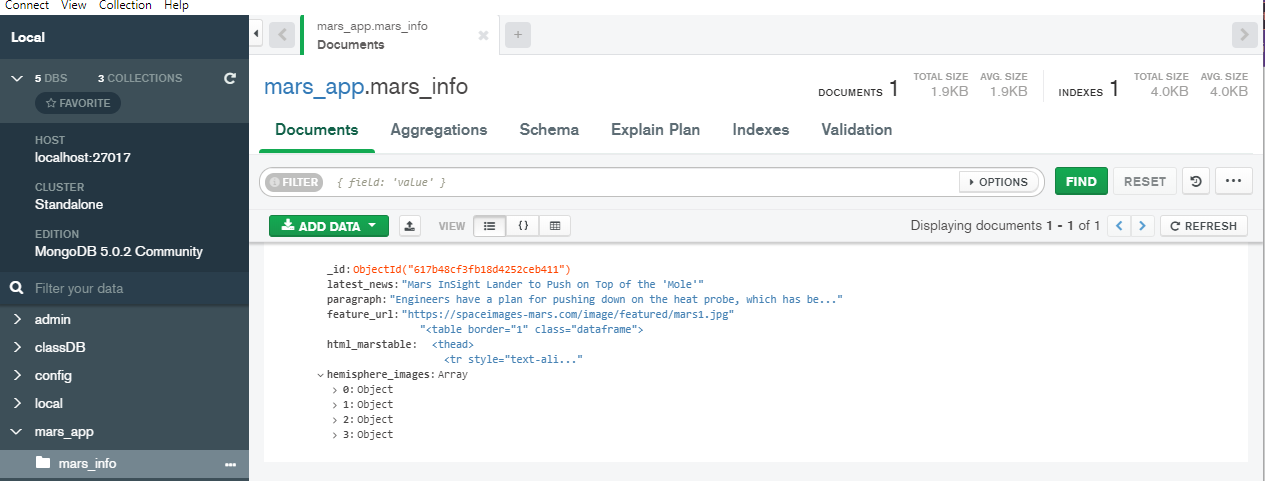 Connect View Collection Help
Local
5 DBS 3 COLLECTIONS
FAVORITE
HOST
localhost:27017
CLUSTER
Standalone
EDITION
MongoDB 5.0.2 Community
Filter your data
admin
classDB
config
local
mars_app
mars_info
mars_app.mars_info
Documents
mars_app.mars_info
DOCUMENTS 1 TOTAL SIZE 1.9KB AVG. SIZE 1.9KB INDEXES 1 TOTAL SIZE 4.0KB AVG. SIZE 4.0KB
Documents Aggregations Schema Explain Plan Indexes Validation
FILTER { field: 'value' } OPTIONS FIND RESET
ADD DATA VIEW Displaying documents 1 - 1 of 1 REFRESH
_id: ObjectId("617b48cf3fb18d4252ceb411")
latest_news: "Mars InSight Lander to Push on Top of the 'Mole'"
paragraph: "Engineers have a plan for pushing down on the heat probe, which has be..."
feature_url: "https://spaceimages-mars.com/image/featured/mars1.jpg"
"<table border="1" class="dataframe">
html_marstable: <thead>
<tr style="text-ali..."
hemisphere_images: Array
0: Object
1: Object
2: Object
3: Object